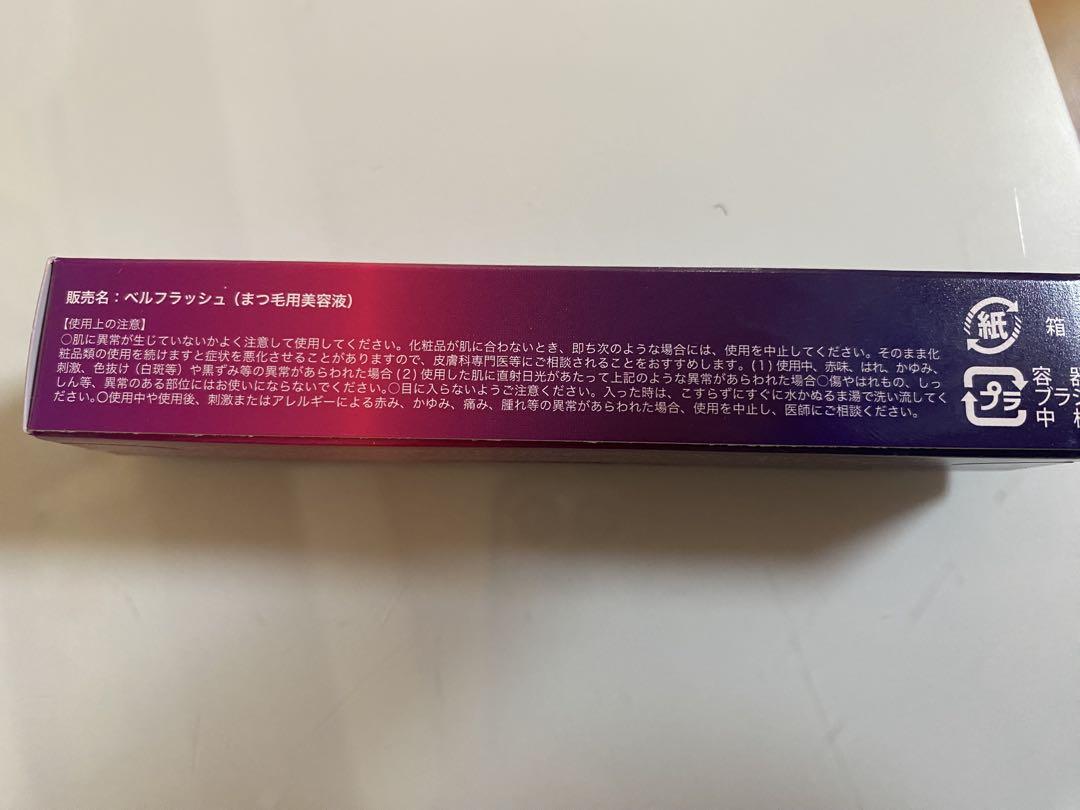 販売名：ベルフラッシュ（まつ毛用美容液）
【使用上の注意】
○肌に異常が生じていないかよく注意して使用してください。化粧品が肌に合わないとき、即ち次のような場合には、使用を中止してください。そのまま化
粧品類の使用を続けますと症状を悪化させることがありますので、皮膚科専門医等にご相談されることをおすすめします。(1)使用中、赤味、はれ、かゆみ、
刺激、色抜け（白斑等）や黒ずみ等の異常があらわれた場合(2)使用した肌に直射日光があたって上記のような異常があらわれた場合○傷やはれもの、しっ
しん等、異常のある部位にはお使いにならないでください。○目に入らないようご注意ください。入った時は、こすらずにすぐに水かぬるま湯で洗い流してく
ださい。○使用中や使用後、刺激またはアレルギーによる赤み、かゆみ、痛み、腫れ等の異常があらわれた場合、使用を中止し、医師にご相談ください。
紙
箱
プラ
容器
ブラシ
中